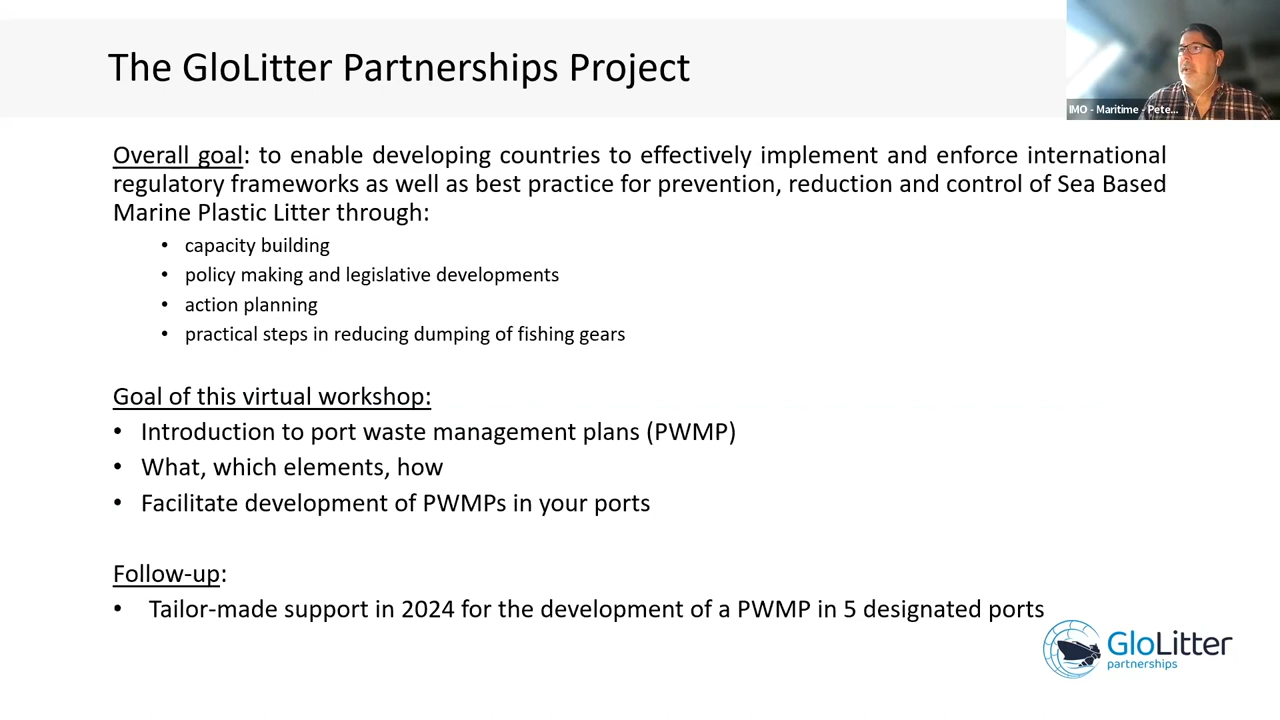 The GloLitter Partnerships Project
IMO - Maritime - Pete...
Overall goal: to enable developing countries to effectively implement and enforce international
regulatory frameworks as well as best practice for prevention, reduction and control of Sea Based
Marine Plastic Litter through:
• capacity building
• policy making and legislative developments
• action planning
• practical steps in reducing dumping of fishing gears
Goal of this virtual workshop:
• Introduction to port waste management plans (PWMP)
• What, which elements, how
• Facilitate development of PWMPs in your ports
Follow-up:
• Tailor-made support in 2024 for the development of a PWMP in 5 designated ports
GloLitter
partnerships